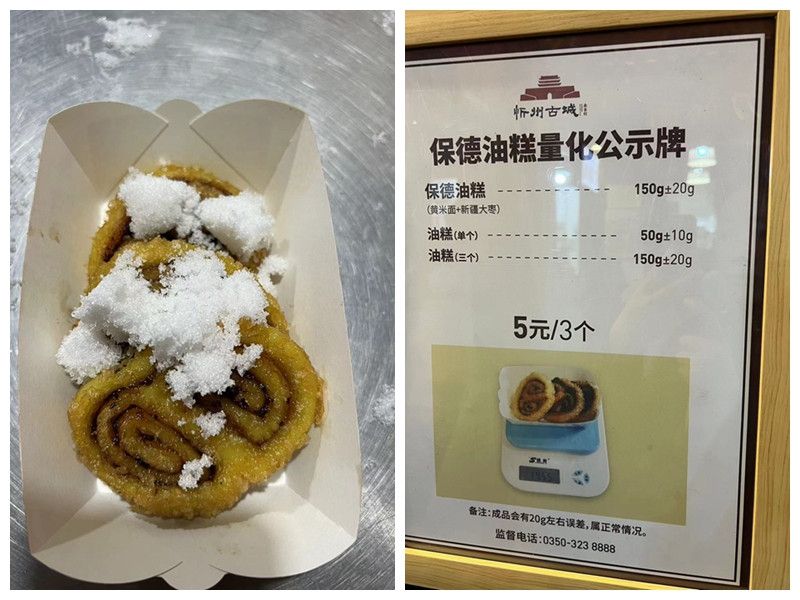 忻州古城
保德油糕量化公示牌
保德油糕 ---------------- 150g±20g
(黄米面+新疆大枣)
油糕(单个) ---------------- 50g±10g
油糕(三个) ---------------- 150g±20g
5元/3个
备注:成品会有20g左右误差,属正常情况。
监督电话:0350-323 8888